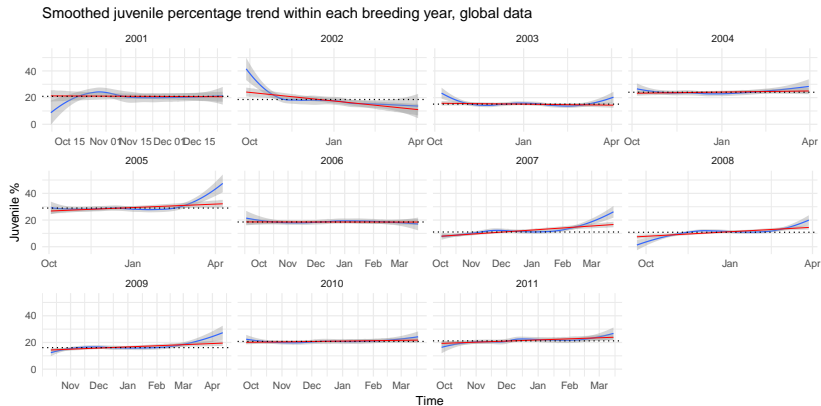 Smoothed juvenile percentage trend within each breeding year, global data
2001 2002 2003 2004
40
20
0
Oct 15 Nov 01 Nov 15 Dec 01 Dec 15 Oct Jan Apr Oct Jan Apr Oct Jan Apr
2005 2006 2007 2008
Juvenile %
40
20
0
Oct Jan Apr Oct Nov Dec Jan Feb Mar Oct Nov Dec Jan Feb Mar Oct Jan Apr
2009 2010 2011
40
20
0
Nov Dec Jan Feb Mar Apr Oct Nov Dec Jan Feb Mar Oct Nov Dec Jan Feb Mar
Time